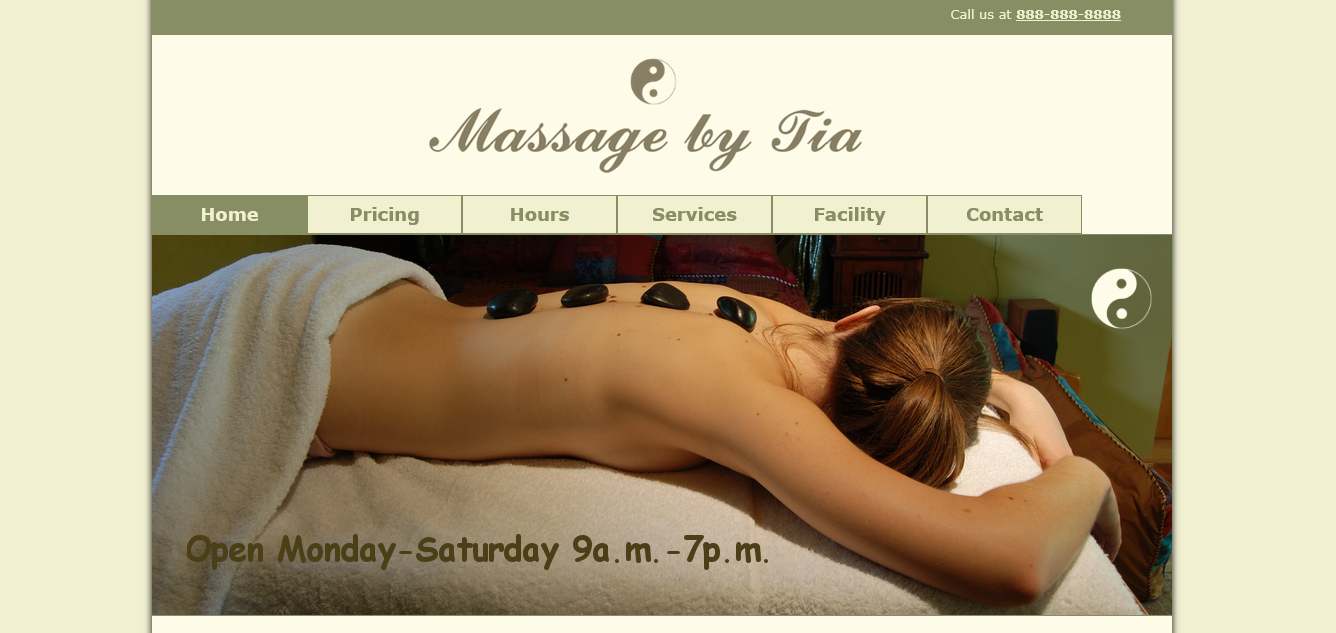 Call us at 888-888-8888
Massage by Tia
Home Pricing Hours Services Facility Contact
Open Monday-Saturday 9a.m.-7p.m.